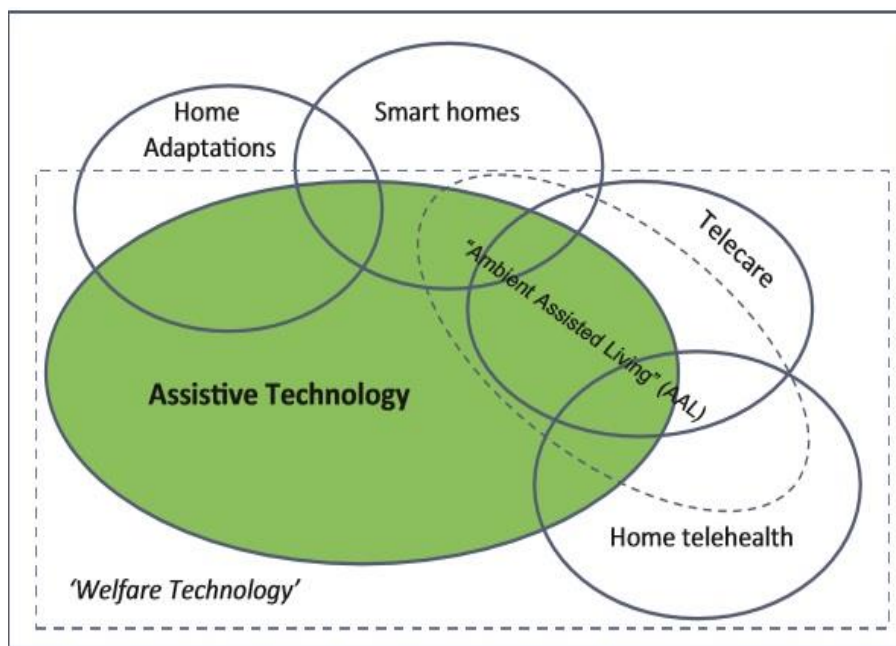 Home
Adaptations
Smart homes
Telecare
“Ambient Assisted Living” (AAL)
Assistive Technology
Home telehealth
‘Welfare Technology’